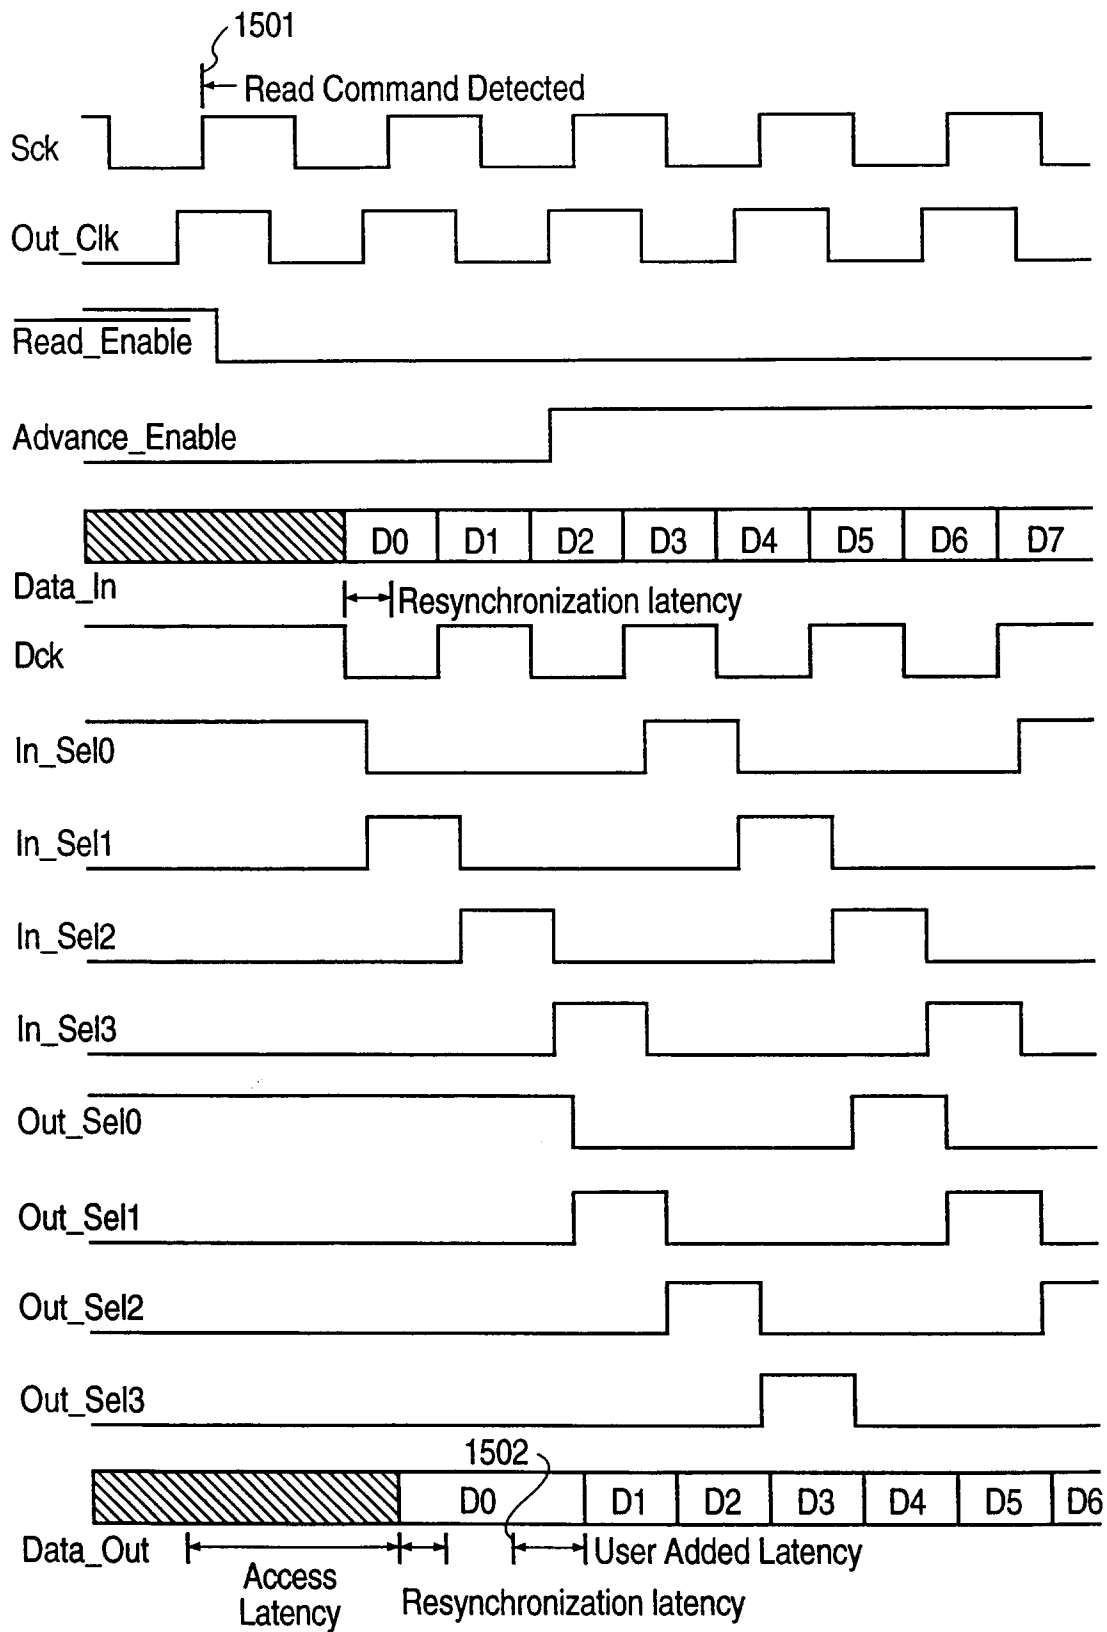 1501
Read Command Detected
Sck
Out_Clk
Read_Enable
Advance_Enable
D0 D1 D2 D3 D4 D5 D6 D7
Data_In
Resynchronization latency
Dck
In_Sel0
In_Sel1
In_Sel2
In_Sel3
Out_Sel0
Out_Sel1
Out_Sel2
Out_Sel3
1502
D0 D1 D2 D3 D4 D5 D6
Data_Out
User Added Latency
Access
Latency
Resynchronization latency